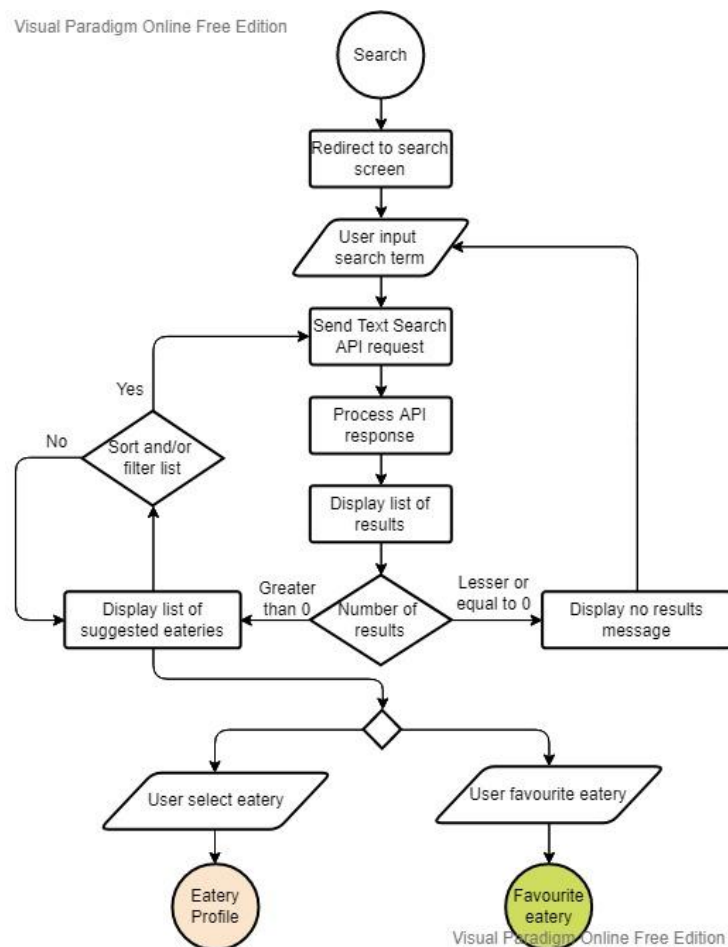 Visual Paradigm Online Free Edition
Search
Redirect to search
screen
User input
search term
Send Text Search
API request
Yes
Process API
response
No
Sort and/or
filter list
Display list of
results
Greater
than 0
Lesser or
equal to 0
Display list of
suggested eateries
Number of
results
Display no results
message
User select eatery
User favourite eatery
Eatery
Profile
Favourite
eatery
Visual Paradigm Online Free Edition